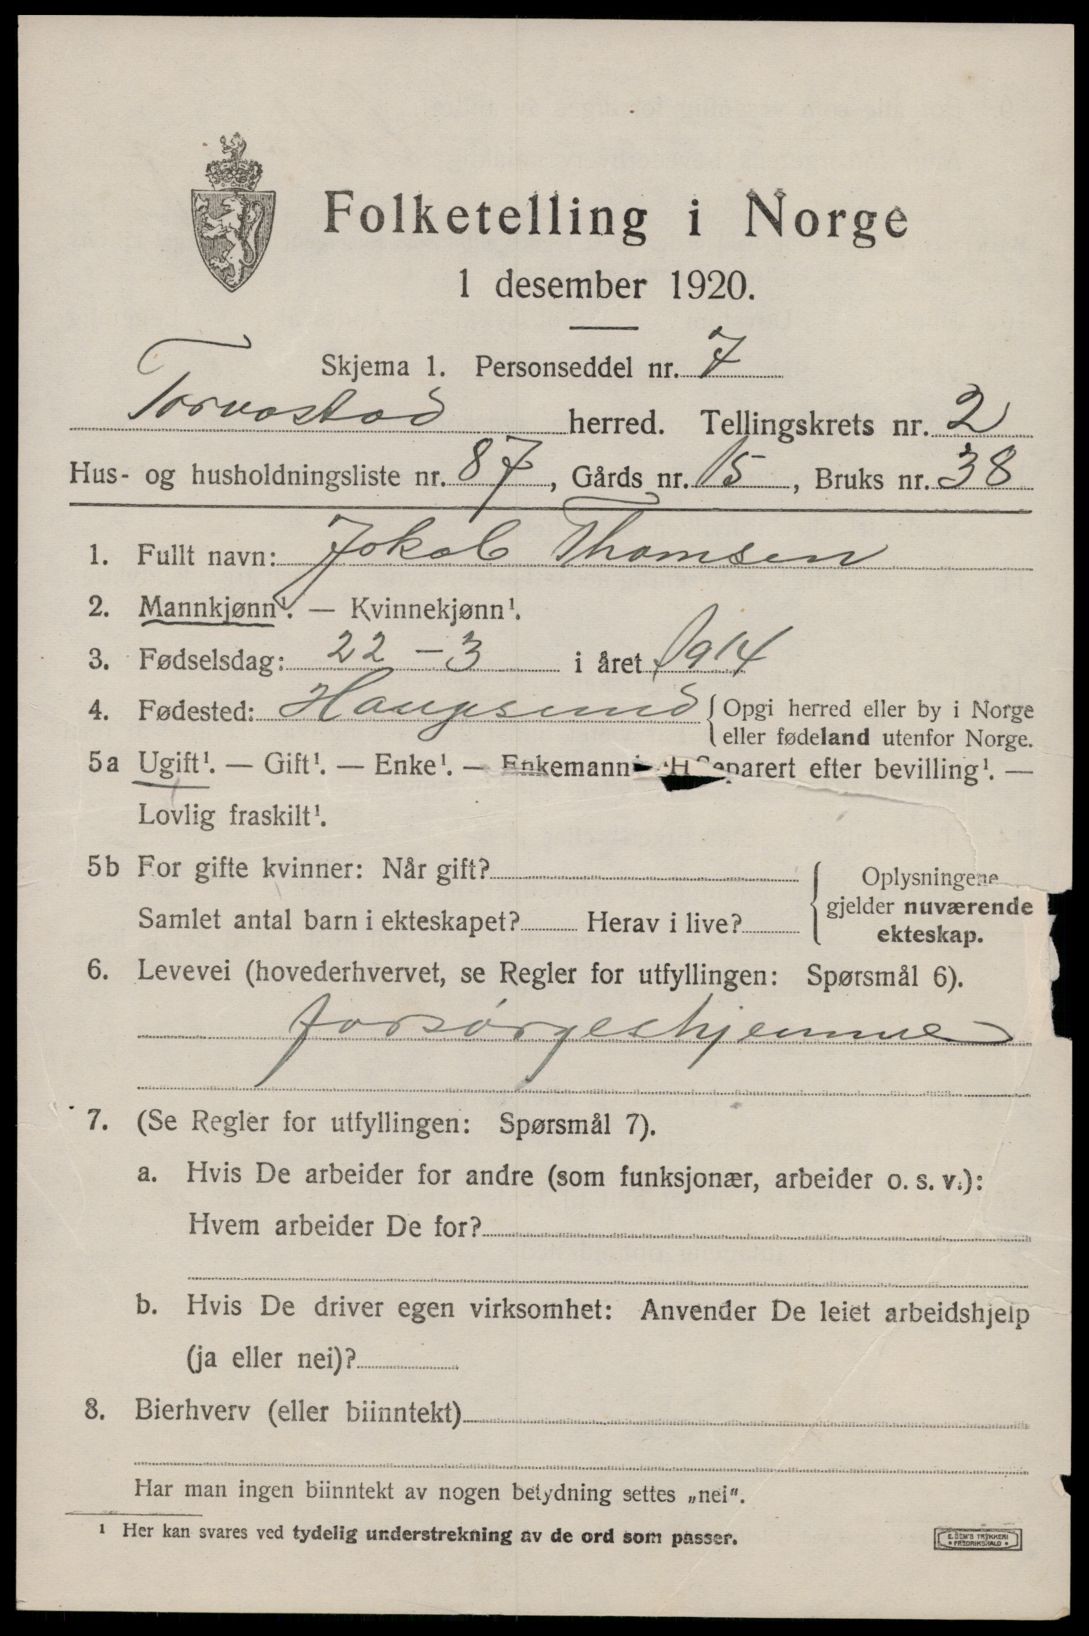 Folketelling i Norge
1 desember 1920.
Skjema 1. Personseddel nr. 7
Torvastad herred. Tellingskrets nr. 2
Hus- og husholdningsliste nr. 87, Gårds nr. 15, Bruks nr. 38
1. Fullt navn: Jokob Thomsen
2. Mannkjønn¹. — Kvinnekjønn¹.
3. Fødselsdag: 22 - 3 i året 1914
4. Fødested: Haugesund { Opgi herred eller by i Norge
eller fødeland utenfor Norge.
5a Ugift¹. — Gift¹. — Enke¹. — Enkemann Separert efter bevilling¹. —
Lovlig fraskilt¹.
5b For gifte kvinner: Når gift? Oplysningene
Samlet antal barn i ekteskapet? Herav i live? gjelder nuværende
ekteskap.
6. Levevei (hovederhvervet, se Regler for utfyllingen: Spørsmål 6).
forsørgeshjemme
7. (Se Regler for utfyllingen: Spørsmål 7).
a. Hvis De arbeider for andre (som funksjonær, arbeider o. s. v.):
Hvem arbeider De for?
b. Hvis De driver egen virksomhet: Anvender De leiet arbeidshjelp
(ja eller nei)?
8. Bierhverv (eller biinntekt)
Har man ingen biinntekt av nogen betydning settes „nei".
¹ Her kan svares ved tydelig understrekning av de ord som passer.
E. SEM'S TRYKKERI
FREDRIKSHALD